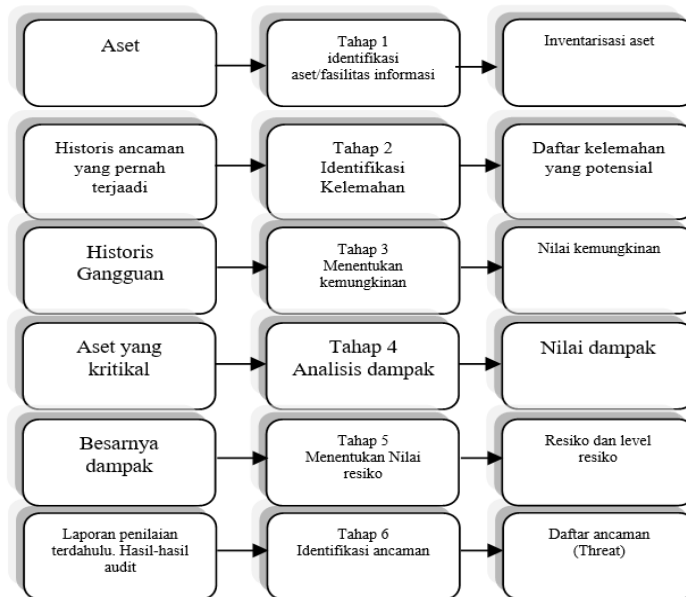 Aset
Tahap 1
identifikasi
aset/fasilitas informasi
Inventarisasi aset
Historis ancaman
yang pernah
terjaadi
Tahap 2
Identifikasi
Kelemahan
Daftar kelemahan
yang potensial
Historis
Gangguan
Tahap 3
Menentukan
kemungkinan
Nilai kemungkinan
Aset yang
kritikal
Tahap 4
Analisis dampak
Nilai dampak
Besarnya
dampak
Tahap 5
Menentukan Nilai
resiko
Resiko dan level
resiko
Laporan penilaian
terdahulu. Hasil-hasil
audit
Tahap 6
Identifikasi ancaman
Daftar ancaman
(Threat)